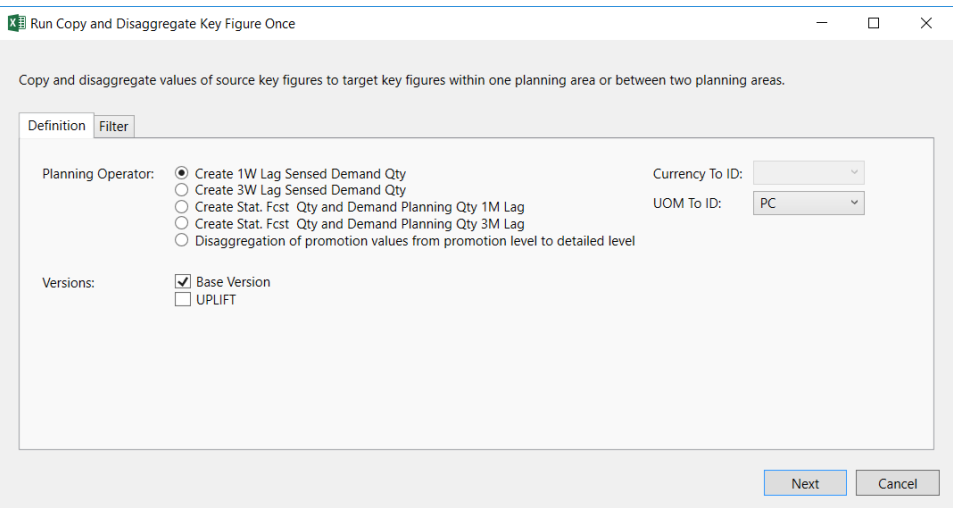 Run Copy and Disaggregate Key Figure Once
Copy and disaggregate values of source key figures to target key figures within one planning area or between two planning areas.
Definition Filter
Planning Operator: Create 1W Lag Sensed Demand Qty Currency To ID:
Create 3W Lag Sensed Demand Qty
Create Stat. Fcst  Qty and Demand Planning Qty 1M Lag UOM To ID: PC
Create Stat. Fcst  Qty and Demand Planning Qty 3M Lag
Disaggregation of promotion values from promotion level to detailed level
Versions: Base Version
UPLIFT
Next Cancel